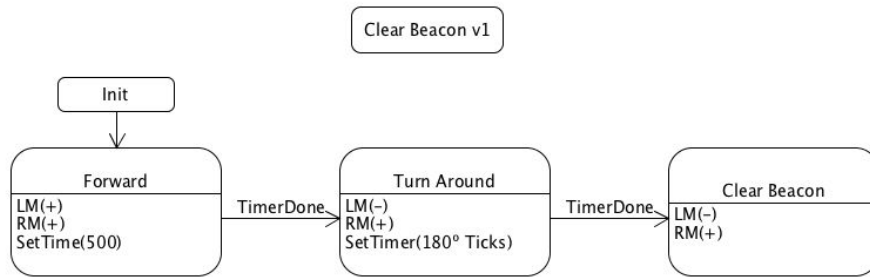 Clear Beacon v1
Init
Forward
LM(+)
RM(+)
SetTime(500)
TimerDone
Turn Around
LM(-)
RM(+)
SetTimer(180º Ticks)
TimerDone
Clear Beacon
LM(-)
RM(+)